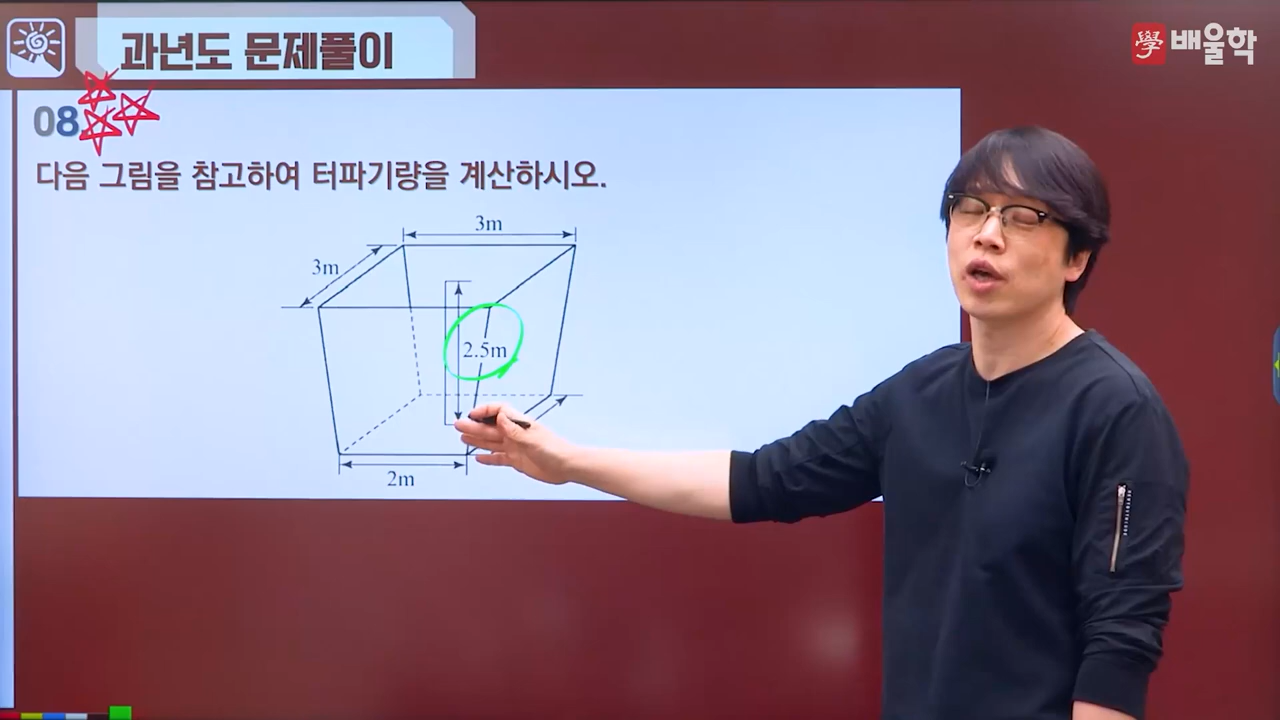 과년도 문제풀이
學 배울학
08
다음 그림을 참고하여 터파기량을 계산하시오.
3m
3m
2.5m
2m